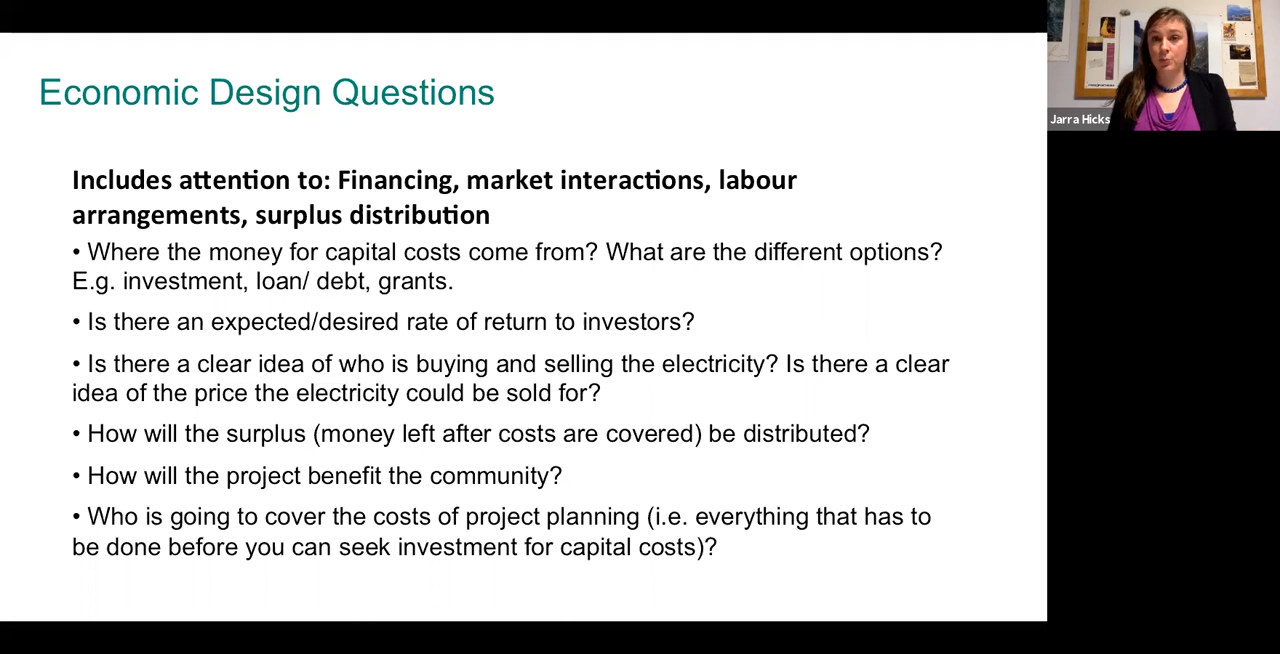 Economic Design Questions
Includes attention to: Financing, market interactions, labour
arrangements, surplus distribution
• Where the money for capital costs come from? What are the different options?
E.g. investment, loan/ debt, grants.
• Is there an expected/desired rate of return to investors?
• Is there a clear idea of who is buying and selling the electricity? Is there a clear
idea of the price the electricity could be sold for?
• How will the surplus (money left after costs are covered) be distributed?
• How will the project benefit the community?
• Who is going to cover the costs of project planning (i.e. everything that has to
be done before you can seek investment for capital costs)?
Jarra Hicks